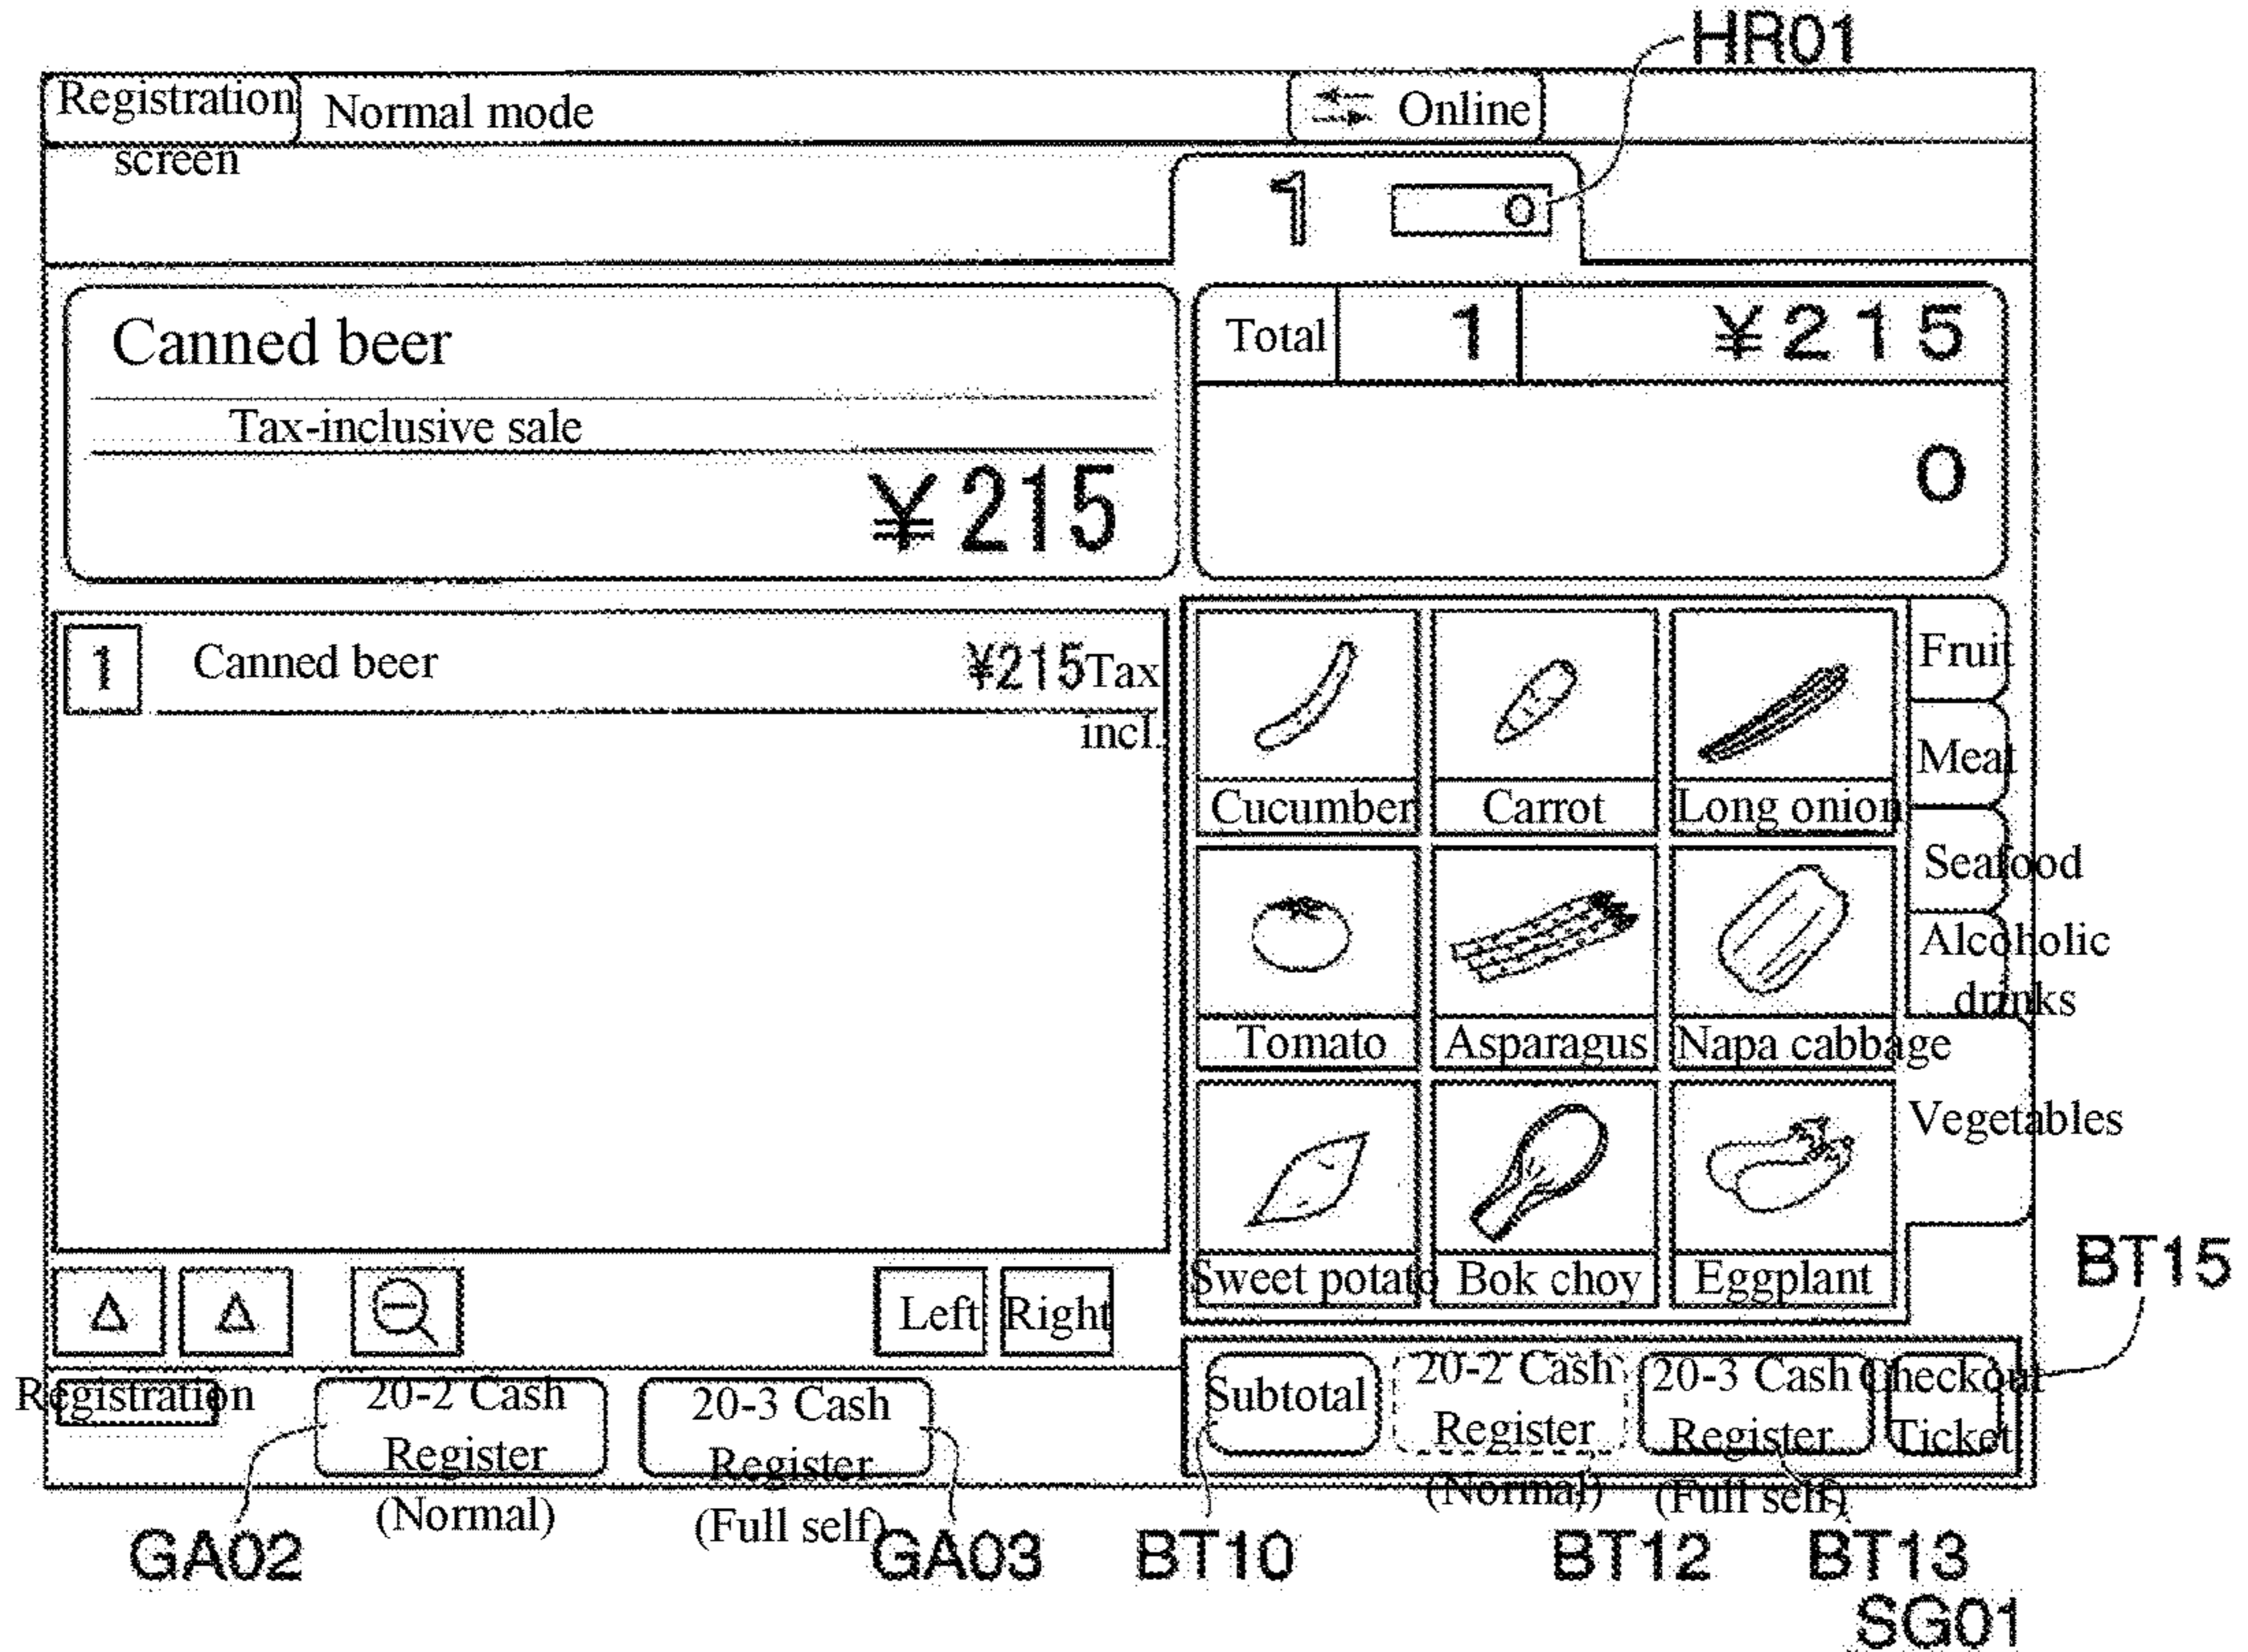 HR01
Registration
screen
Normal mode
Online
1
0
Canned beer
Tax-inclusive sale
¥215
Total
1
¥215
0
1
Canned beer
¥215 Tax
incl.
Cucumber
Carrot
Long onion
Tomato
Asparagus
Napa cabbage
Sweet potato
Bok choy
Eggplant
Fruit
Meat
Seafood
Alcoholic
drinks
Vegetables
BT15
△
△
Left
Right
Registration
20-2 Cash
Register
(Normal)
20-3 Cash
Register
(Full self)
Subtotal
20-2 Cash
Register
(Normal)
20-3 Cash
Register
(Full self)
Checkout
Ticket
GA02
GA03
BT10
BT12
BT13
SG01